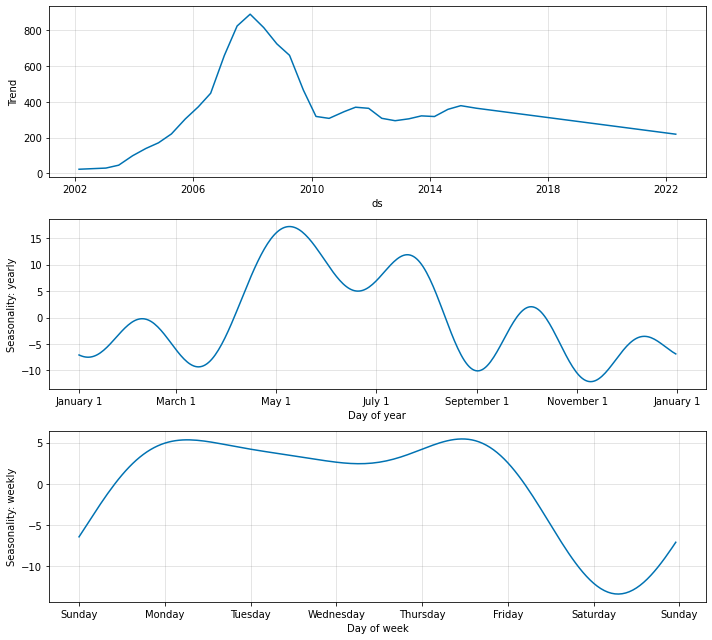 Trend
800
600
400
200
0
2002 2006 2010 2014 2018 2022
ds
Seasonality: yearly
15
10
5
0
−5
−10
January 1 March 1 May 1 July 1 September 1 November 1 January 1
Day of year
Seasonality: weekly
5
0
−5
−10
Sunday Monday Tuesday Wednesday Thursday Friday Saturday Sunday
Day of week